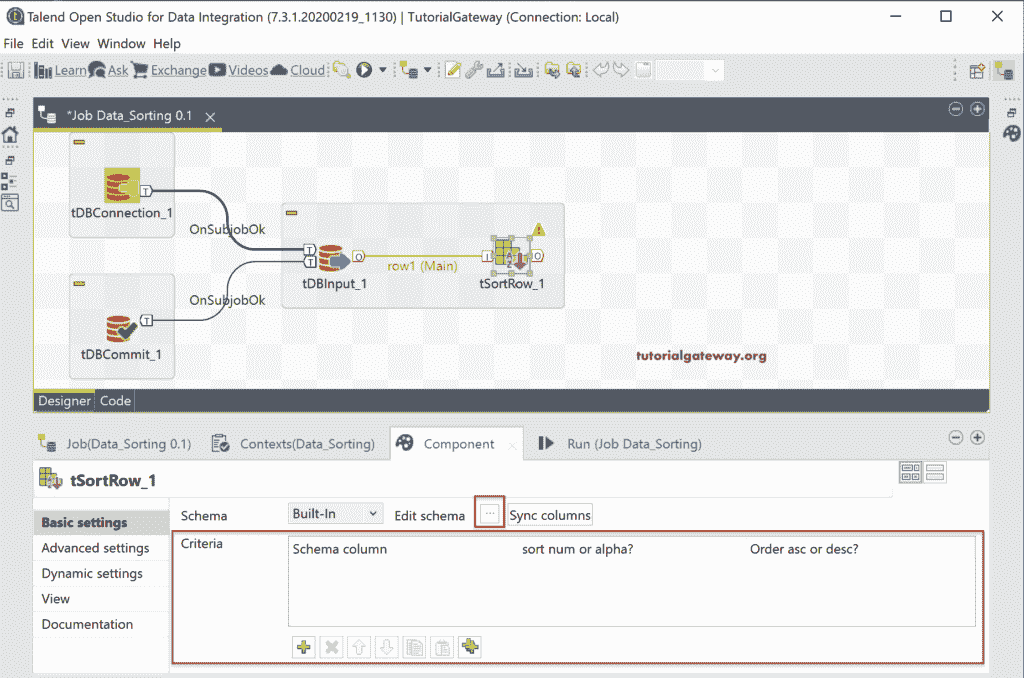 Talend Open Studio for Data Integration (7.3.1.20200219_1130) | TutorialGateway (Connection: Local)
File Edit View Window Help
Learn Ask Exchange Videos Cloud
*Job Data_Sorting 0.1
T
tDBConnection_1
OnSubjobOk
T
T
O
row1 (Main)
I
O
tDBInput_1
tSortRow_1
OnSubjobOk
T
tDBCommit_1
tutorialgateway.org
Designer Code
Job(Data_Sorting 0.1) Contexts(Data_Sorting) Component Run (Job Data_Sorting)
tSortRow_1
Basic settings
Advanced settings
Dynamic settings
View
Documentation
Schema Built-In Edit schema ... Sync columns
Criteria
Schema column sort num or alpha? Order asc or desc?